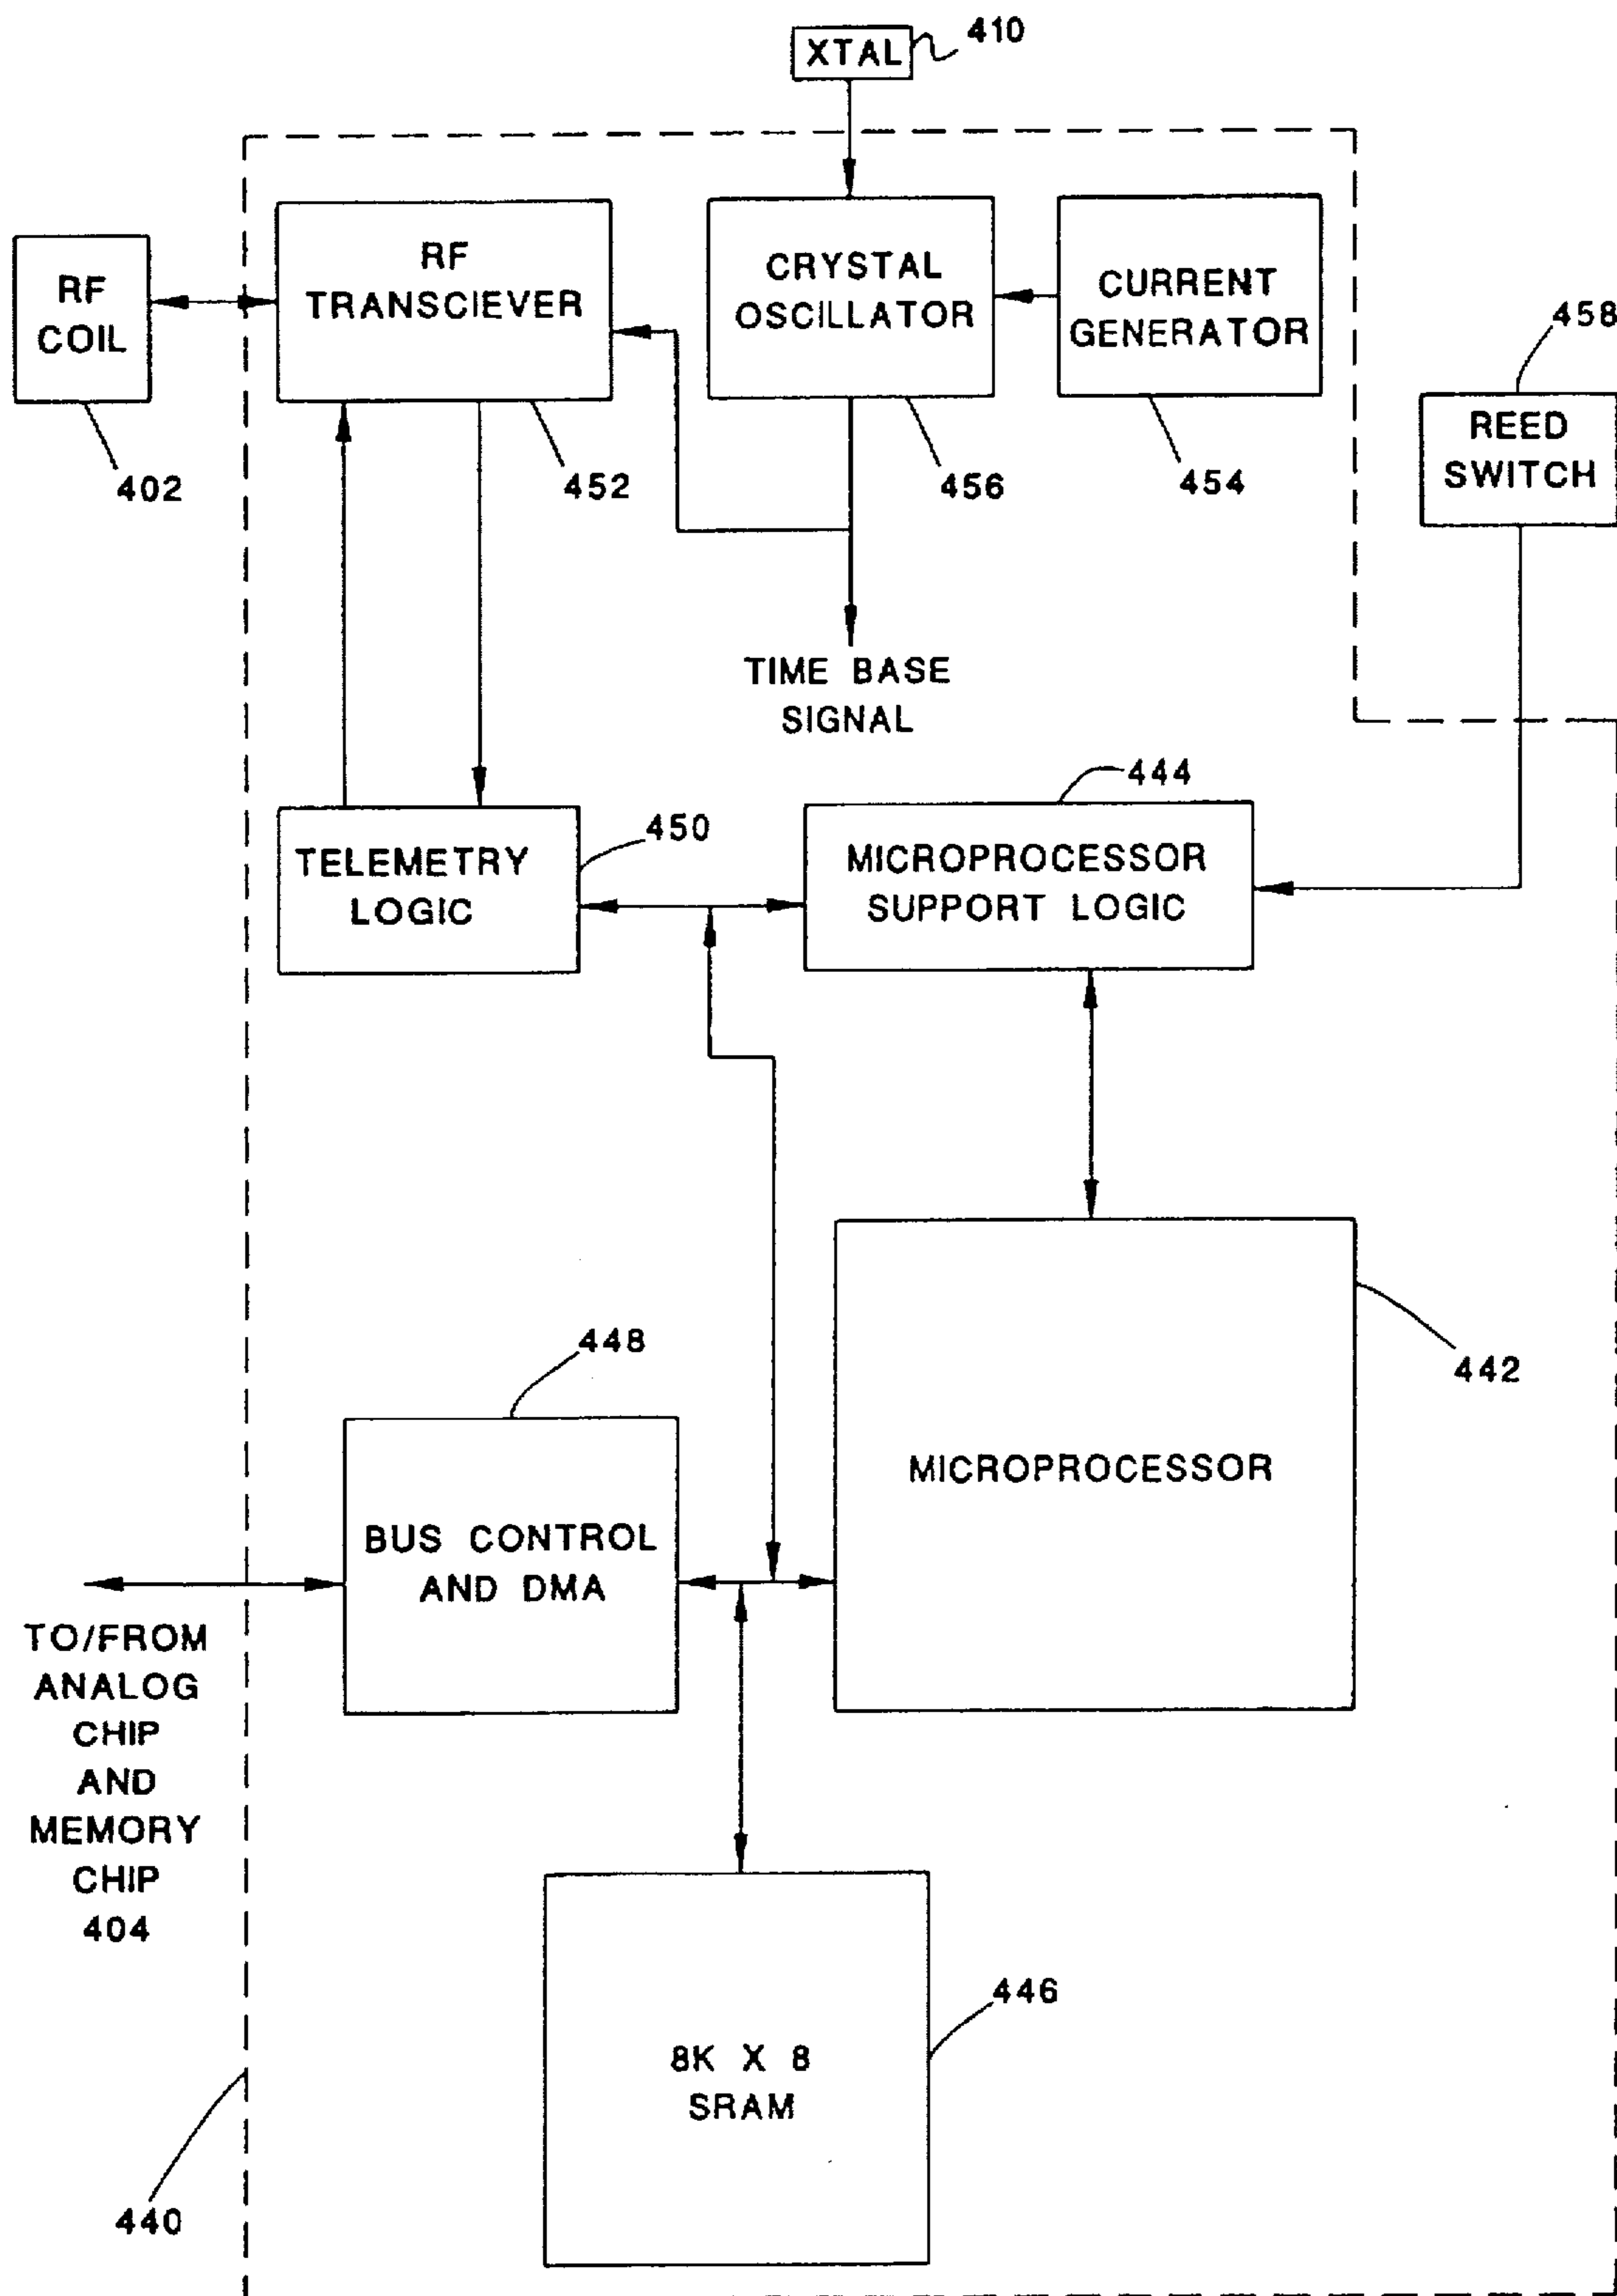 XTAL
410
RF
COIL
402
RF
TRANSCIEVER
452
CRYSTAL
OSCILLATOR
456
CURRENT
GENERATOR
454
458
REED
SWITCH
TIME BASE
SIGNAL
TELEMETRY
LOGIC
450
444
MICROPROCESSOR
SUPPORT LOGIC
448
BUS CONTROL
AND DMA
MICROPROCESSOR
442
TO/FROM
ANALOG
CHIP
AND
MEMORY
CHIP
404
8K X 8
SRAM
446
440